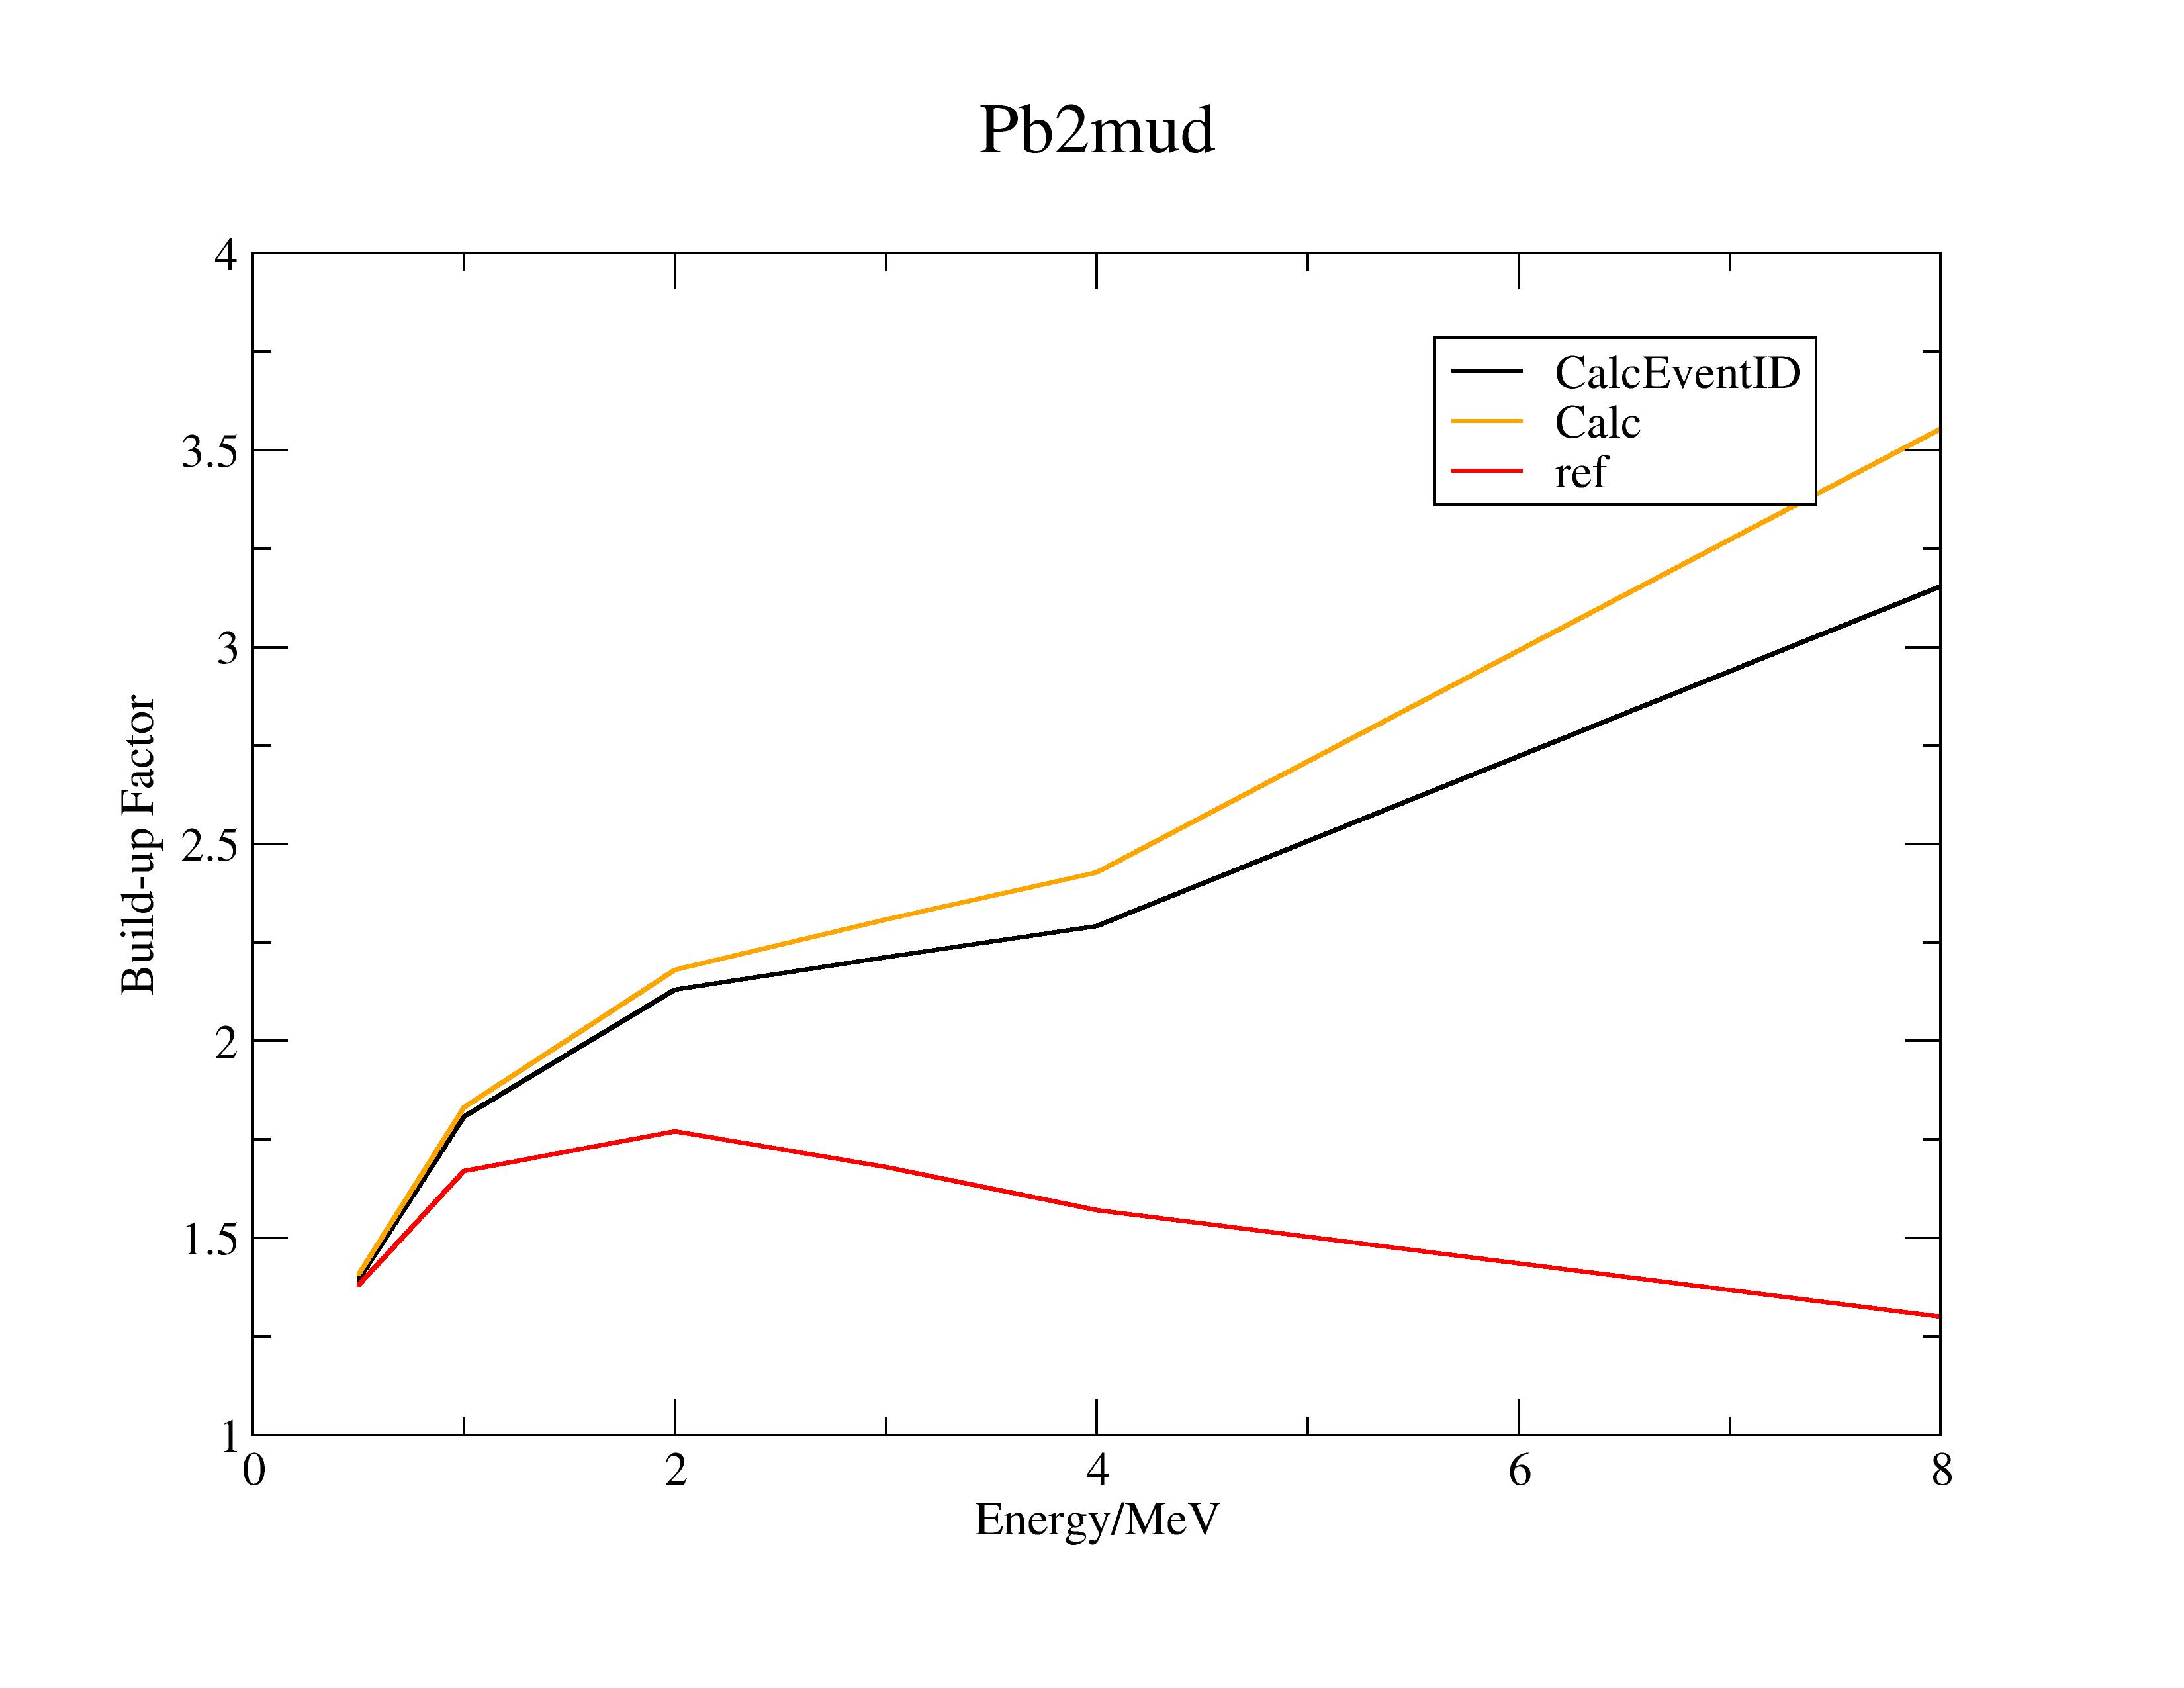 Pb2mud
4
3.5
3
2.5
2
1.5
1
Build-up Factor
CalcEventID
Calc
ref
0 2 4 6 8
Energy/MeV